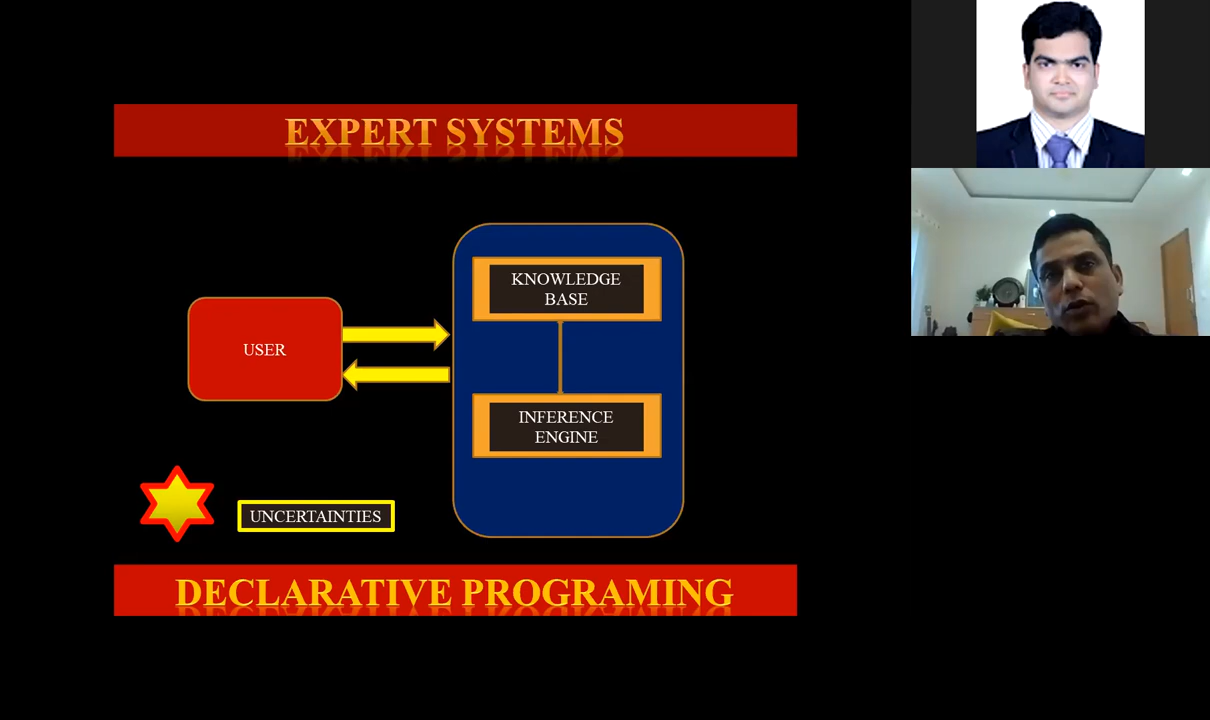 EXPERT SYSTEMS
KNOWLEDGE
BASE
USER
INFERENCE
ENGINE
UNCERTAINTIES
DECLARATIVE PROGRAMING